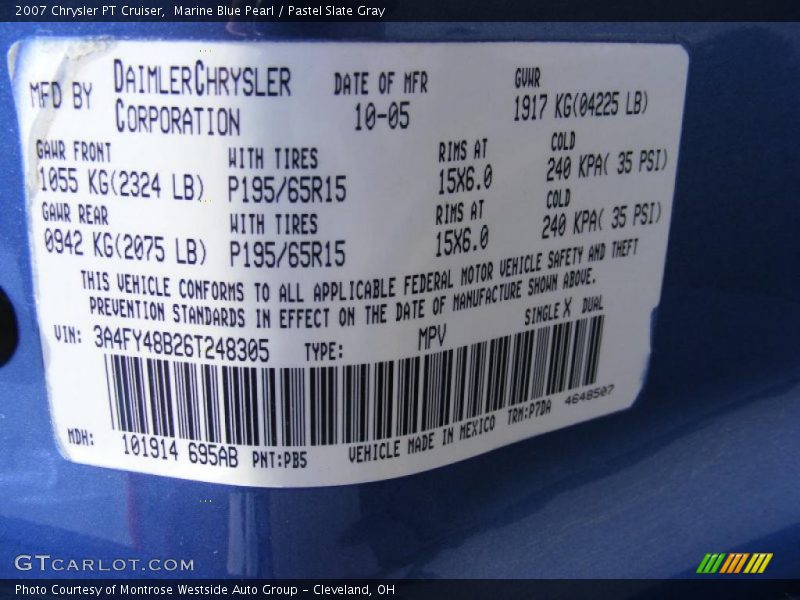 2007 Chrysler PT Cruiser, Marine Blue Pearl / Pastel Slate Gray
MFD BY DAIMLERCHRYSLER CORPORATION
DATE OF MFR 10-05
GVWR 1917 KG(04225 LB)
GAWR FRONT WITH TIRES RIMS AT COLD
1055 KG(2324 LB) P195/65R15 15X6.0 240 KPA( 35 PSI)
GAWR REAR WITH TIRES RIMS AT COLD
0942 KG(2075 LB) P195/65R15 15X6.0 240 KPA( 35 PSI)
THIS VEHICLE CONFORMS TO ALL APPLICABLE FEDERAL MOTOR VEHICLE SAFETY AND THEFT
PREVENTION STANDARDS IN EFFECT ON THE DATE OF MANUFACTURE SHOWN ABOVE.
VIN: 3A4FY48B26T248305 TYPE: MPV SINGLE X DUAL
MDH: 101914 695AB PNT:PB5 VEHICLE MADE IN MEXICO TRM:P7DA 4648507
GTCARLOT.COM
Photo Courtesy of Montrose Westside Auto Group - Cleveland, OH